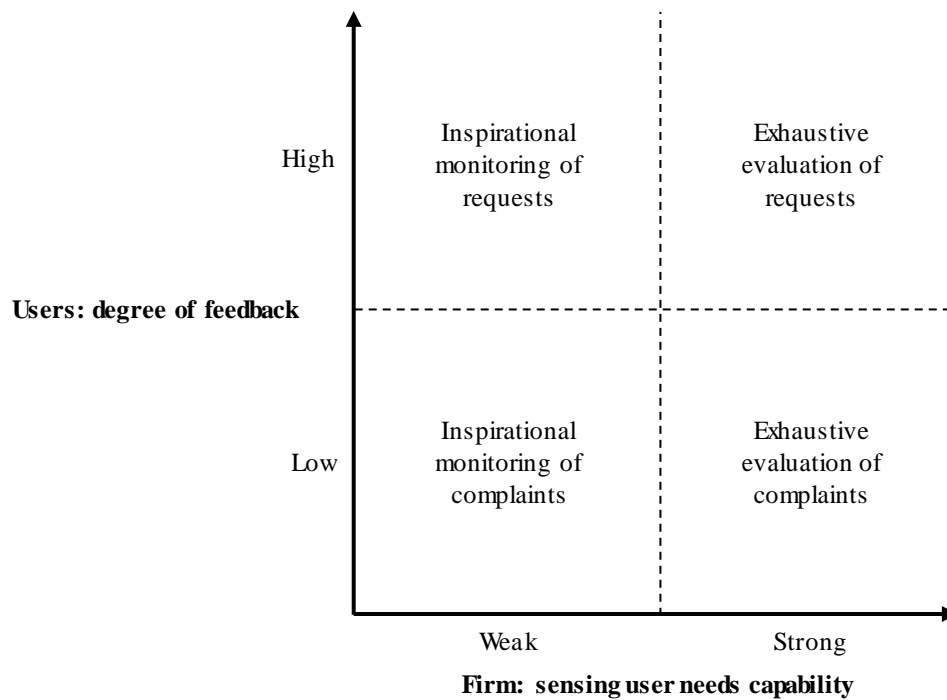 Inspirational
monitoring of
requests
Exhaustive
evaluation of
requests
High
Users: degree of feedback
Inspirational
monitoring of
complaints
Exhaustive
evaluation of
complaints
Low
Weak
Strong
Firm: sensing user needs capability